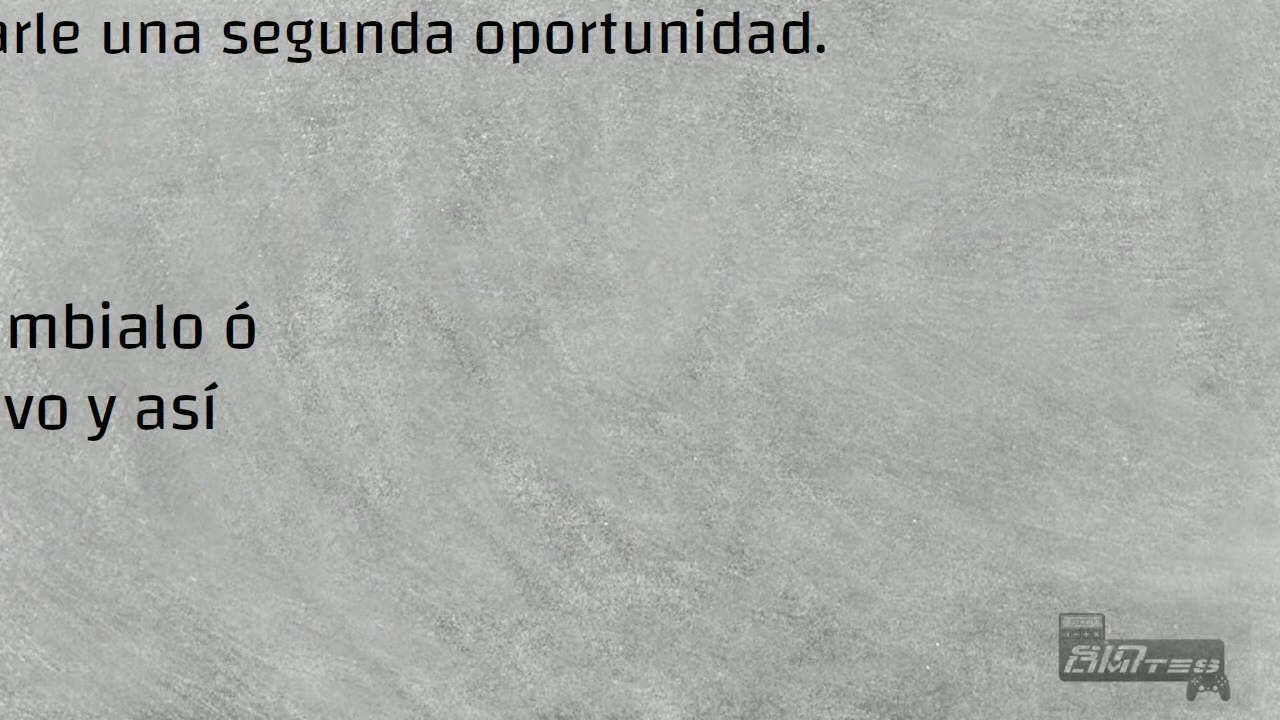 arle una segunda oportunidad.
mbialo ó
vo y así